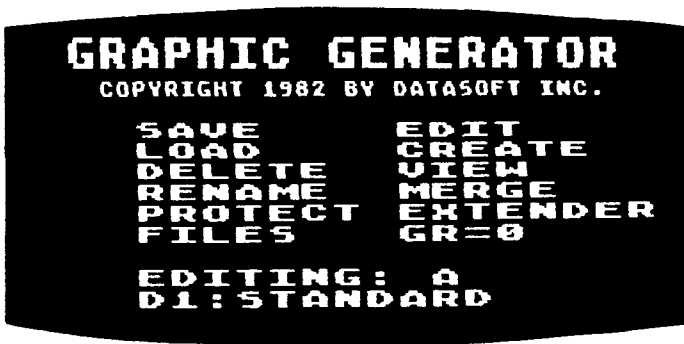 GRAPHIC GENERATOR
COPYRIGHT 1982 BY DATASOFT INC.
SAVE EDIT
LOAD CREATE
DELETE VIEW
RENAME MERGE
PROTECT EXTENDER
FILES GR=0
EDITING: A
D1:STANDARD